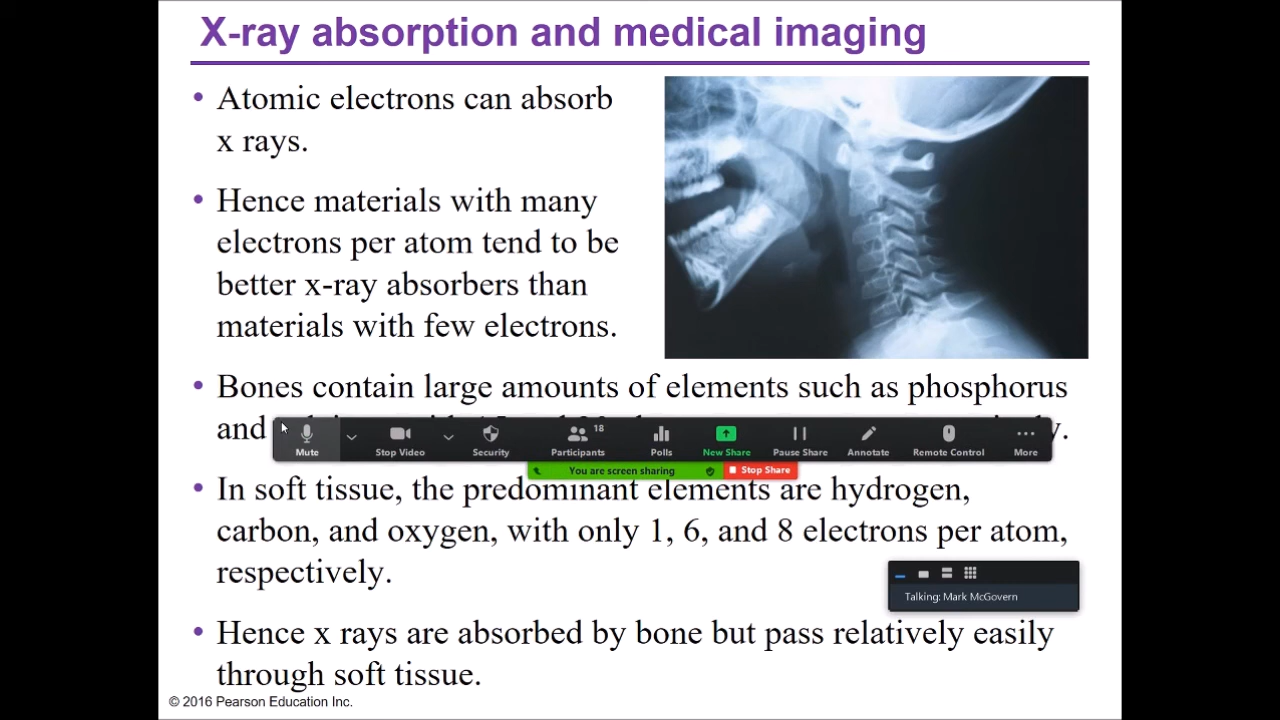 X-ray absorption and medical imaging
• Atomic electrons can absorb
x rays.
• Hence materials with many
electrons per atom tend to be
better x-ray absorbers than
materials with few electrons.
• Bones contain large amounts of elements such as phosphorus
and
18
Mute
Stop Video
Security
Participants
Polls
New Share
Pause Share
Annotate
Remote Control
More
You are screen sharing
Stop Share
• In soft tissue, the predominant elements are hydrogen,
carbon, and oxygen, with only 1, 6, and 8 electrons per atom,
respectively.
Talking: Mark McGovern
• Hence x rays are absorbed by bone but pass relatively easily
through soft tissue.
© 2016 Pearson Education Inc.